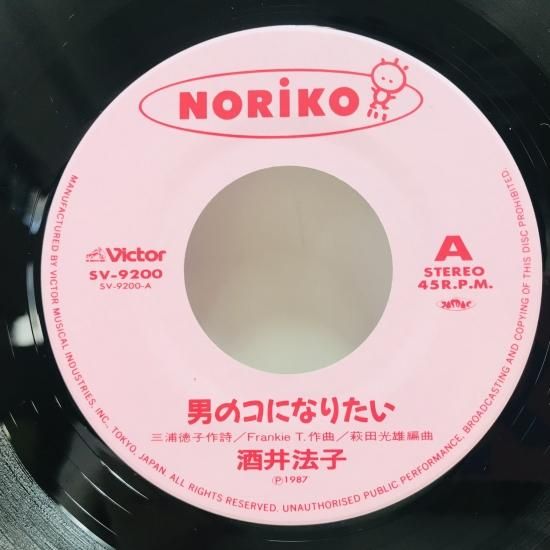 NORiKO
Victor
SV-9200
SV-9200-A
A
STEREO
45R.P.M.
男のコになりたい
三浦徳子作詩／Frankie T.作曲／萩田光雄編曲
酒井法子
Ⓟ1987
MANUFACTURED BY VICTOR MUSICAL INDUSTRIES, INC. TOKYO, JAPAN. ALL RIGHTS RESERVED. UNAUTHORISED PUBLIC PERFORMANCE, BROADCASTING AND COPYING OF THIS DISC PROHIBITED.